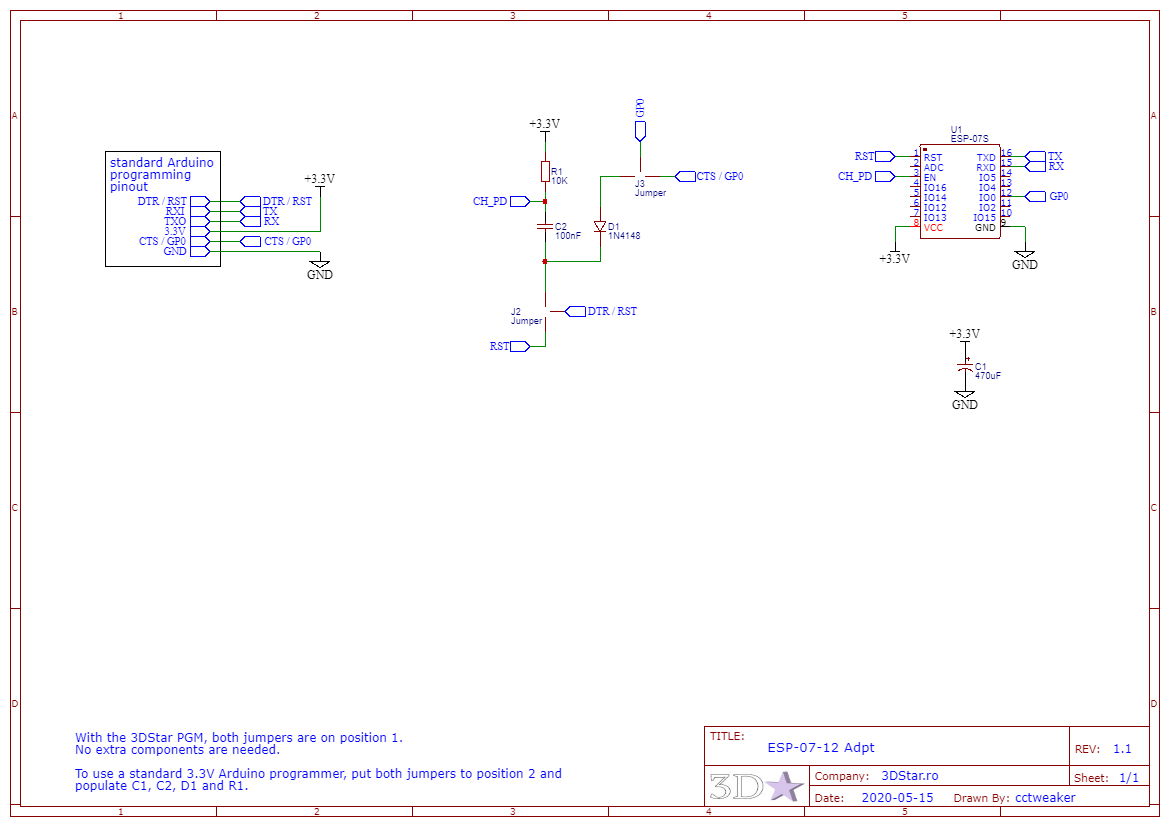 1 2 3 4 5
A A
B B
C C
D D
standard Arduino
programming
pinout
DTR / RST
RXI
TXO
3.3V
CTS / GP0
GND
DTR / RST
TX
RX
CTS / GP0
+3.3V
GND
+3.3V
R1
10K
CH_PD
C2
100nF
D1
1N4148
GP0
J3
Jumper
CTS / GP0
J2
Jumper
DTR / RST
RST
U1
ESP-07S
RST
CH_PD
1 RST
2 ADC
3 EN
4 IO16
5 IO14
6 IO12
7 IO13
8 VCC
TXD 16
RXD 15
IO5 14
IO4 13
IO0 12
IO2 11
IO15 10
GND 9
TX
RX
GP0
+3.3V
GND
+3.3V
+
C1
470uF
GND
With the 3DStar PGM, both jumpers are on position 1.
No extra components are needed.
To use a standard 3.3V Arduino programmer, put both jumpers to position 2 and
populate C1, C2, D1 and R1.
TITLE:
ESP-07-12 Adpt
REV: 1.1
3D
Company: 3DStar.ro
Sheet: 1/1
Date: 2020-05-15 Drawn By: cctweaker
1 2 3 4 5